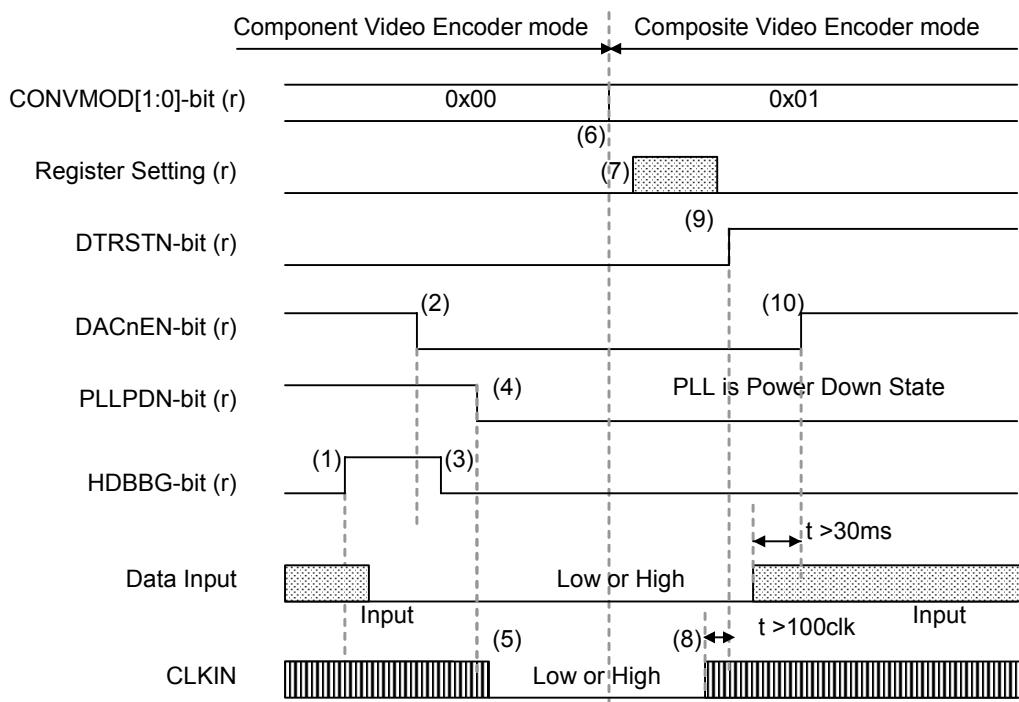 Component Video Encoder mode
Composite Video Encoder mode
CONVMOD[1:0]-bit (r)
0x00
0x01
(6)
Register Setting (r)
(7)
DTRSTN-bit (r)
(9)
DACnEN-bit (r)
(2)
(10)
PLLPDN-bit (r)
(4)
PLL is Power Down State
HDBBG-bit (r)
(1)
(3)
t >30ms
Data Input
Low or High
Input
Input
t >100clk
CLKIN
(5)
Low or High
(8)